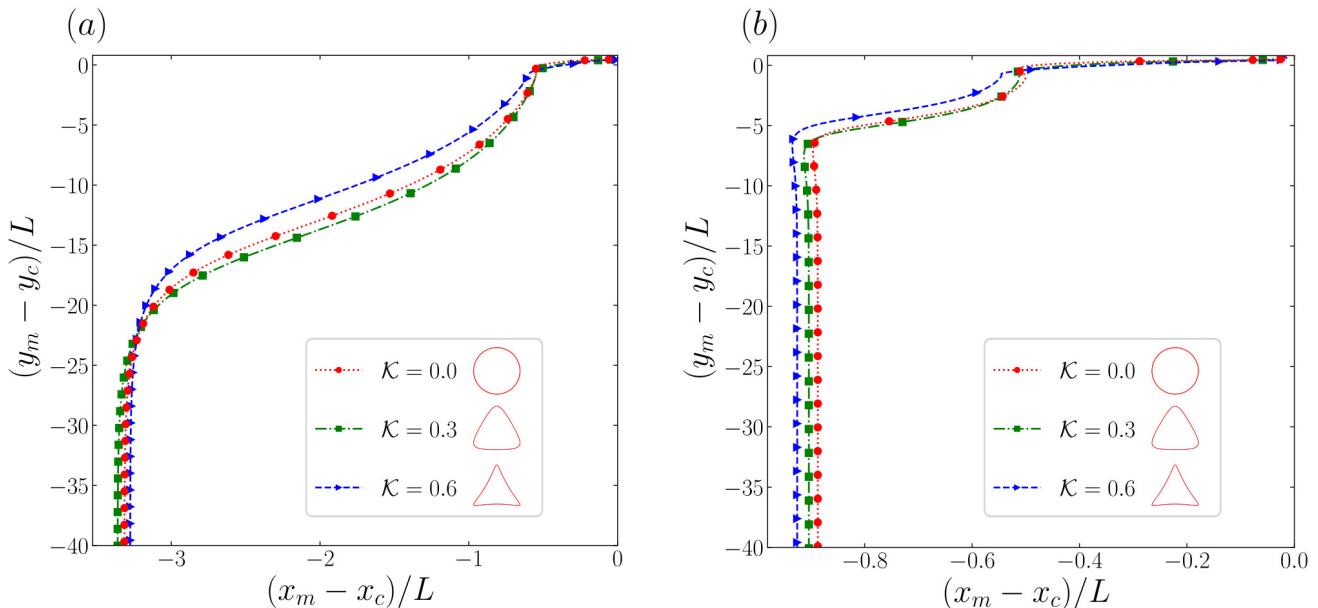 (a)
(y_m − y_c)/L
0
−5
−10
−15
−20
−25
−30
−35
−40
𝒦 = 0.0
𝒦 = 0.3
𝒦 = 0.6
−3
−2
−1
0
(x_m − x_c)/L
(b)
(y_m − y_c)/L
0
−5
−10
−15
−20
−25
−30
−35
−40
𝒦 = 0.0
𝒦 = 0.3
𝒦 = 0.6
−0.8
−0.6
−0.4
−0.2
0.0
(x_m − x_c)/L